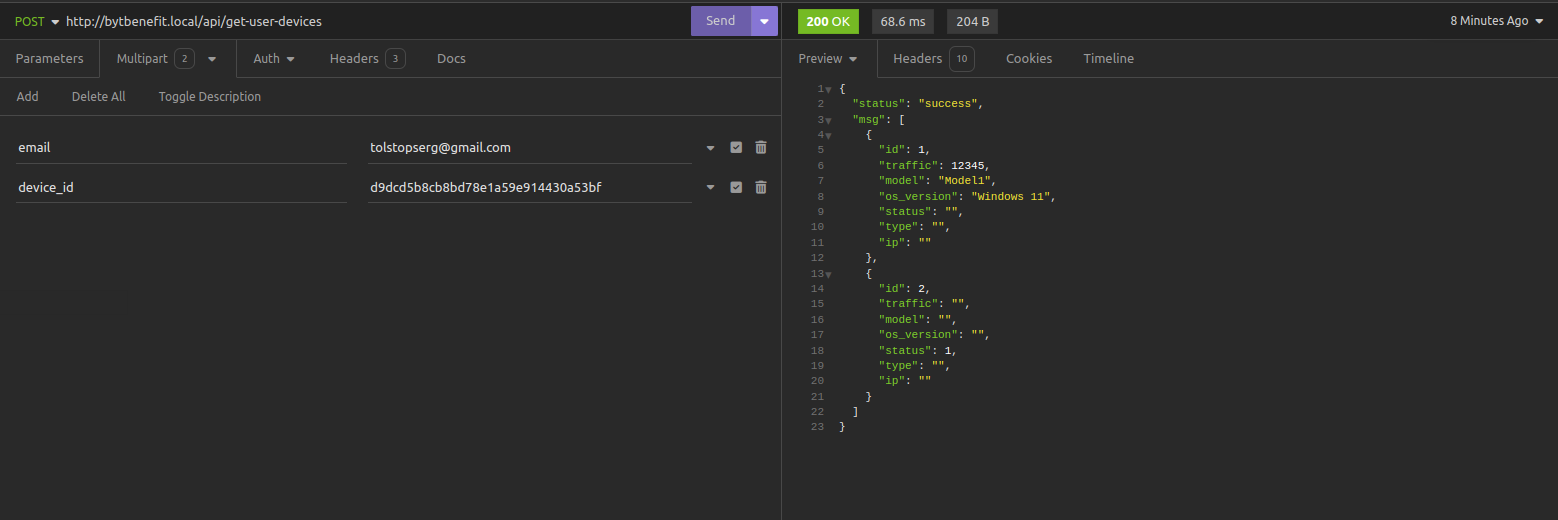 POST http://bytbenefit.local/api/get-user-devices Send 200 OK 68.6 ms 204 B 8 Minutes Ago
Parameters Multipart 2 Auth Headers 3 Docs Preview Headers 10 Cookies Timeline
Add Delete All Toggle Description
email tolstopserg@gmail.com
device_id d9dcd5b8cb8bd78e1a59e914430a53bf
1 {
2 "status": "success",
3 "msg": [
4 {
5 "id": 1,
6 "traffic": 12345,
7 "model": "Model1",
8 "os_version": "Windows 11",
9 "status": "",
10 "type": "",
11 "ip": ""
12 },
13 {
14 "id": 2,
15 "traffic": "",
16 "model": "",
17 "os_version": "",
18 "status": 1,
19 "type": "",
20 "ip": ""
21 }
22 ]
23 }